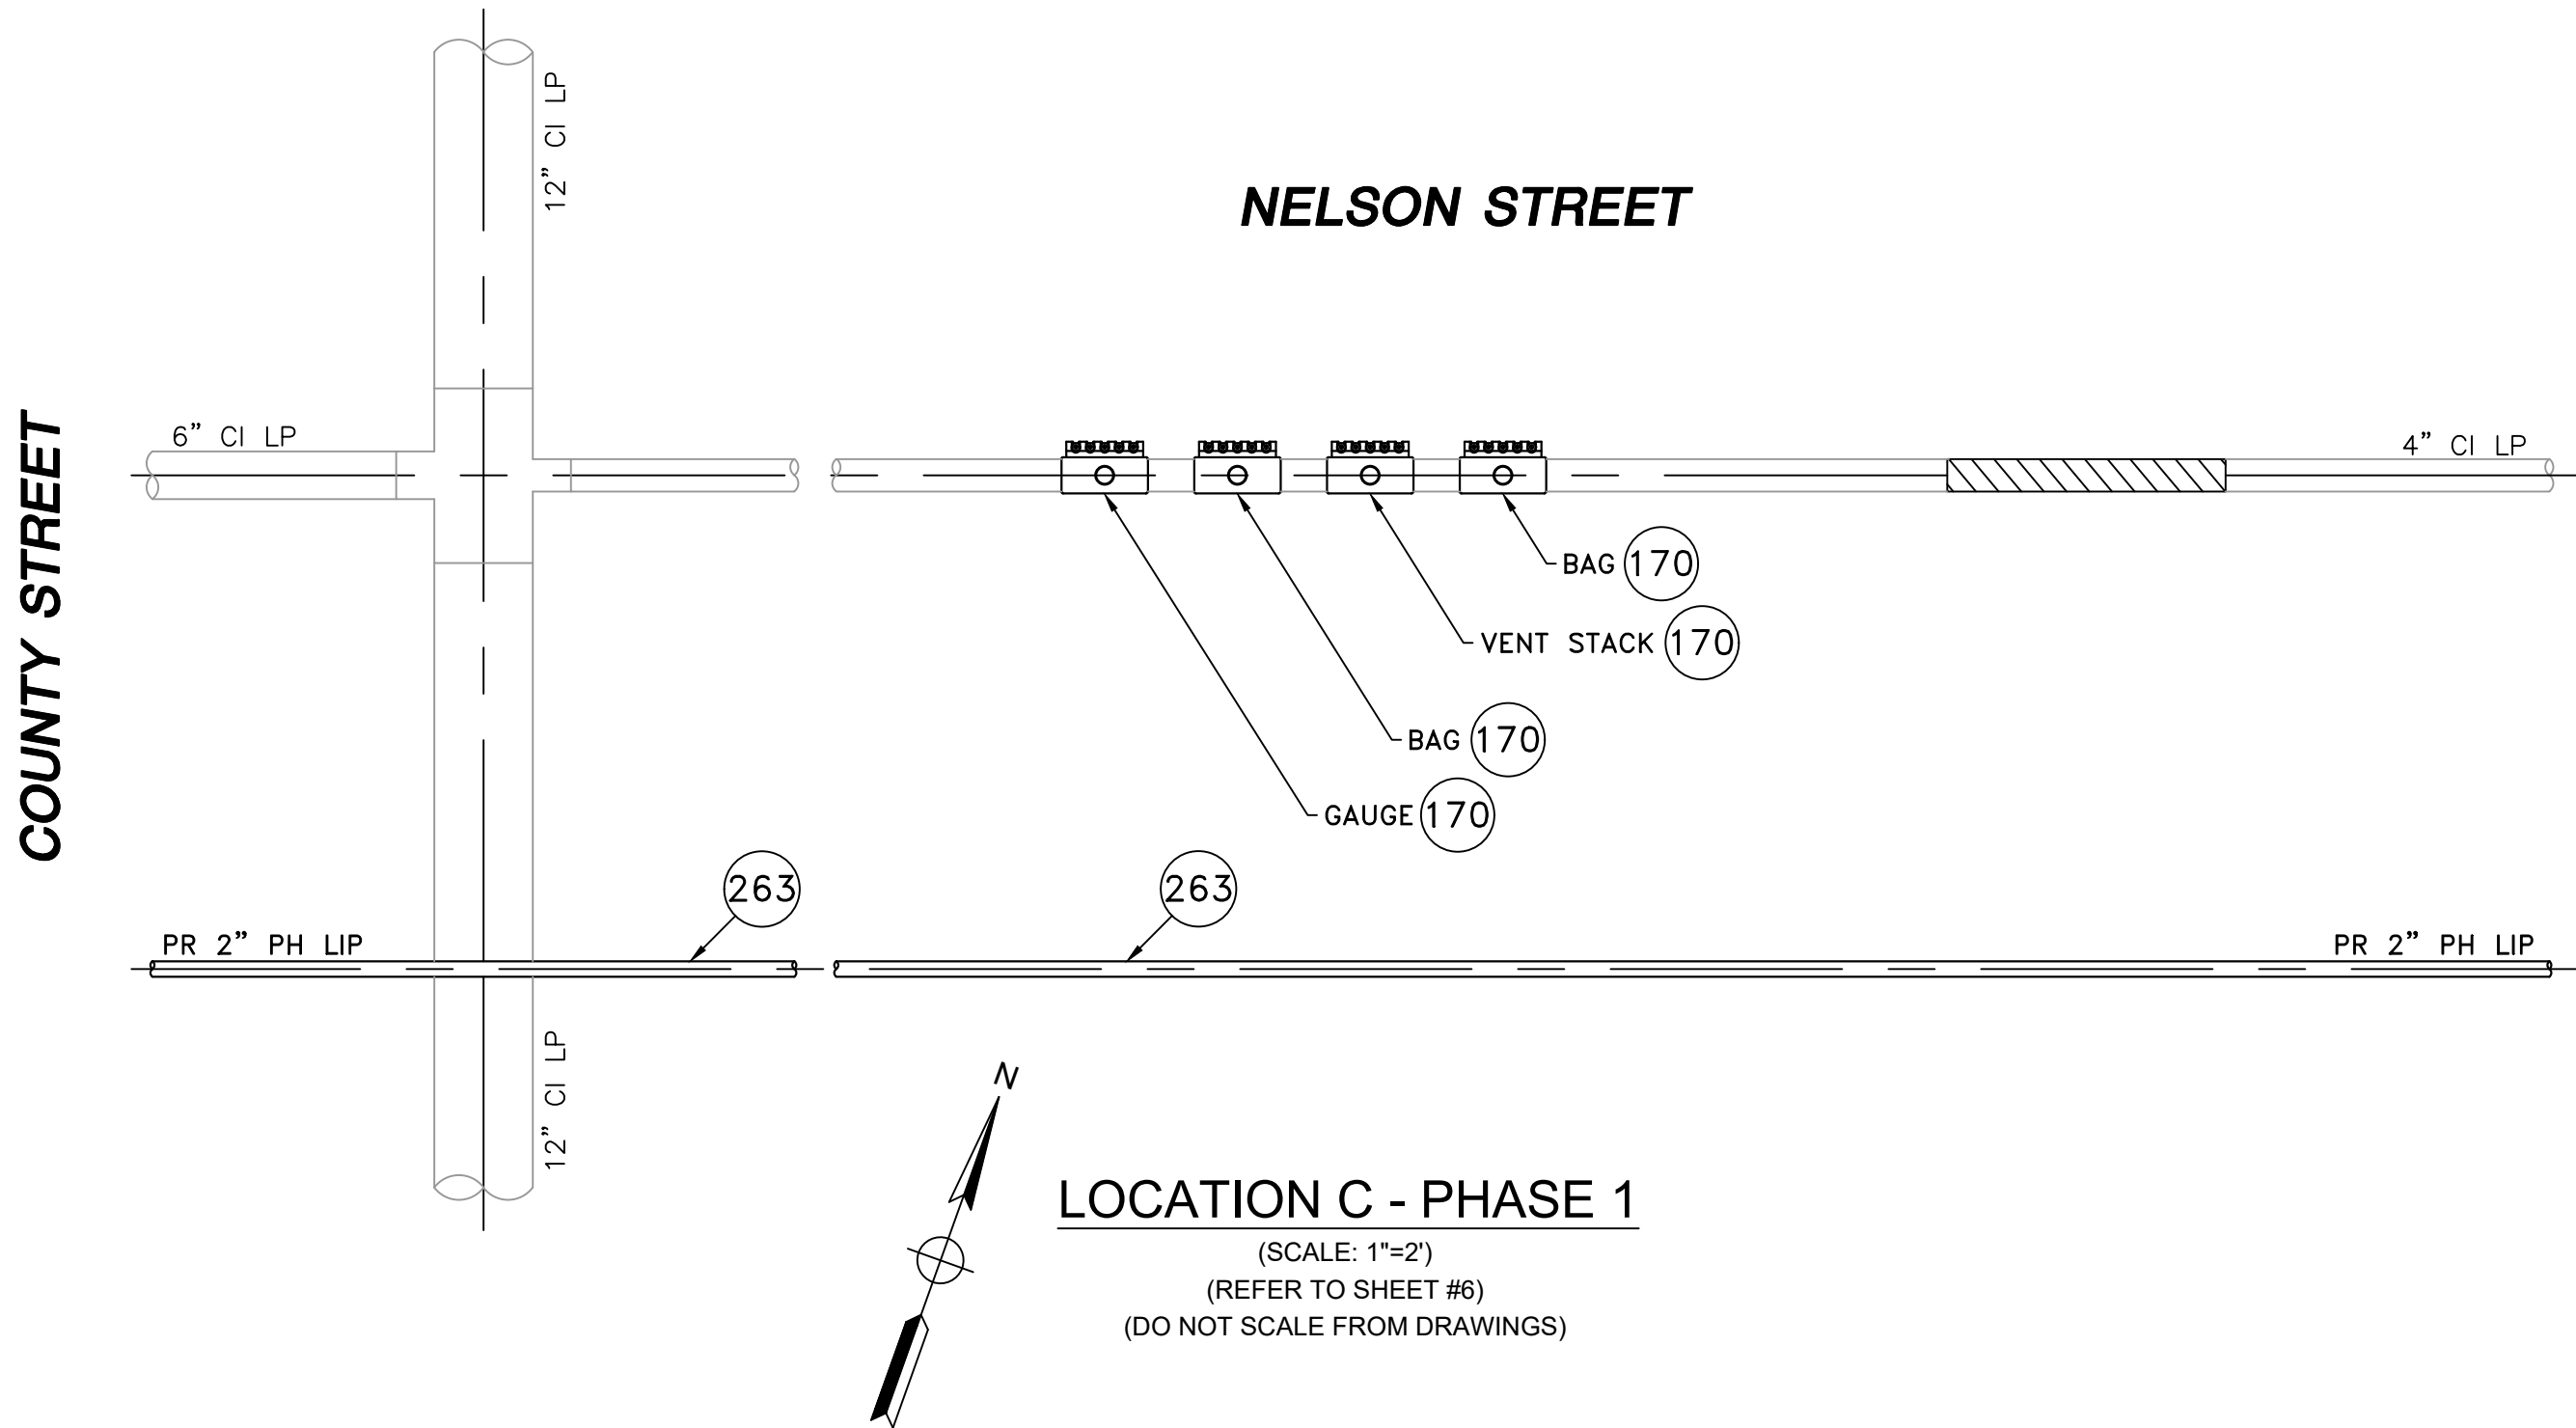 12” CI LP
NELSON STREET
COUNTY STREET
6” CI LP
4” CI LP
BAG 170
VENT STACK 170
BAG 170
GAUGE 170
263
263
PR 2” PH LIP
PR 2” PH LIP
12” CI LP
N
LOCATION C - PHASE 1
(SCALE: 1"=2')
(REFER TO SHEET #6)
(DO NOT SCALE FROM DRAWINGS)